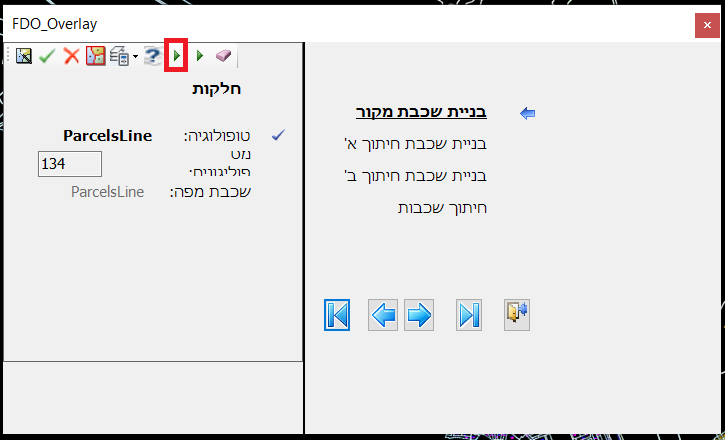 FDO_Overlay
חלקות
טופולוגיה: ParcelsLine
מס
פוליגונים: 134
שכבת מפה: ParcelsLine
בניית שכבת מקור
בניית שכבת חיתוך א'
בניית שכבת חיתוך ב'
חיתוך שכבות